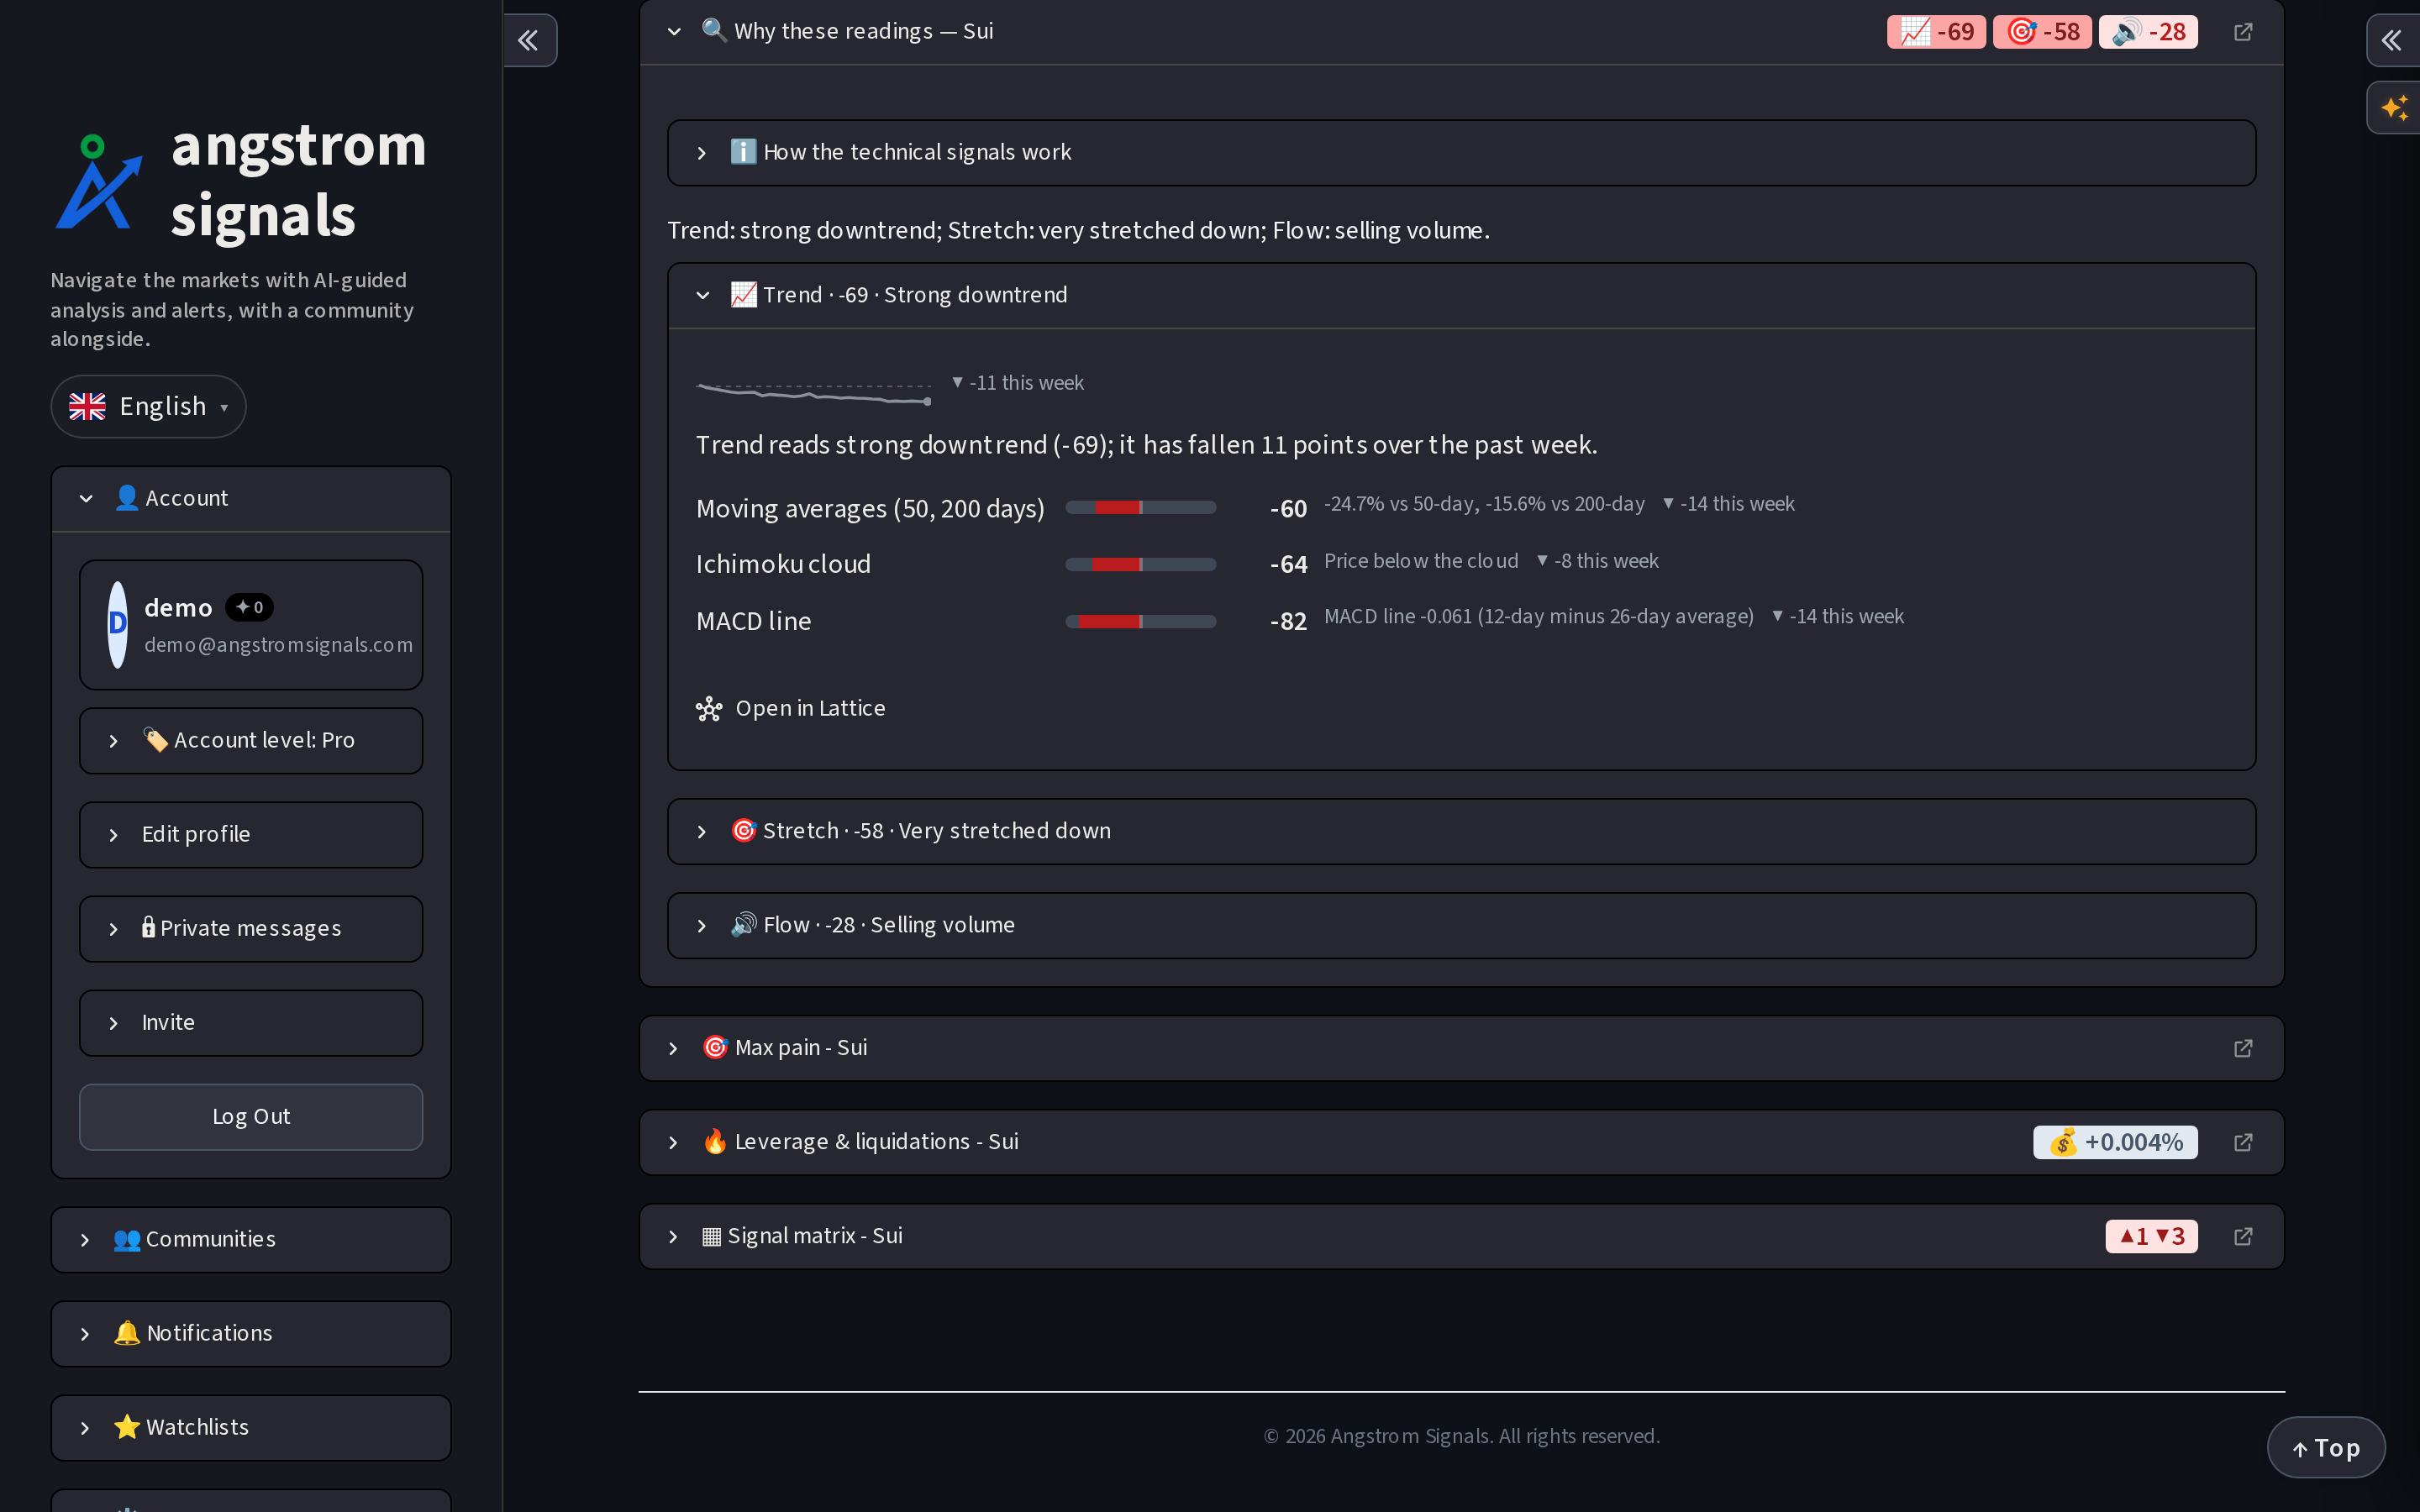 angstrom
signals
Navigate the markets with AI-guided
analysis and alerts, with a community
alongside.
English ▾
👤 Account
D
demo ✦ 0
demo@angstromsignals.com
🏷️ Account level: Pro
Edit profile
🔒 Private messages
Invite
Log Out
👥 Communities
🔔 Notifications
⭐ Watchlists
🔍 Why these readings — Sui
📈 -69 🎯 -58 🔊 -28
ℹ️ How the technical signals work
Trend: strong downtrend; Stretch: very stretched down; Flow: selling volume.
📈 Trend · -69 · Strong downtrend
▼ -11 this week
Trend reads strong downtrend (-69); it has fallen 11 points over the past week.
Moving averages (50, 200 days) -60 -24.7% vs 50-day, -15.6% vs 200-day ▼ -14 this week
Ichimoku cloud -64 Price below the cloud ▼ -8 this week
MACD line -82 MACD line -0.061 (12-day minus 26-day average) ▼ -14 this week
Open in Lattice
🎯 Stretch · -58 · Very stretched down
🔊 Flow · -28 · Selling volume
🎯 Max pain - Sui
🔥 Leverage & liquidations - Sui 💰 +0.004%
▦ Signal matrix - Sui ▲1 ▼3
© 2026 Angstrom Signals. All rights reserved.
↑ Top